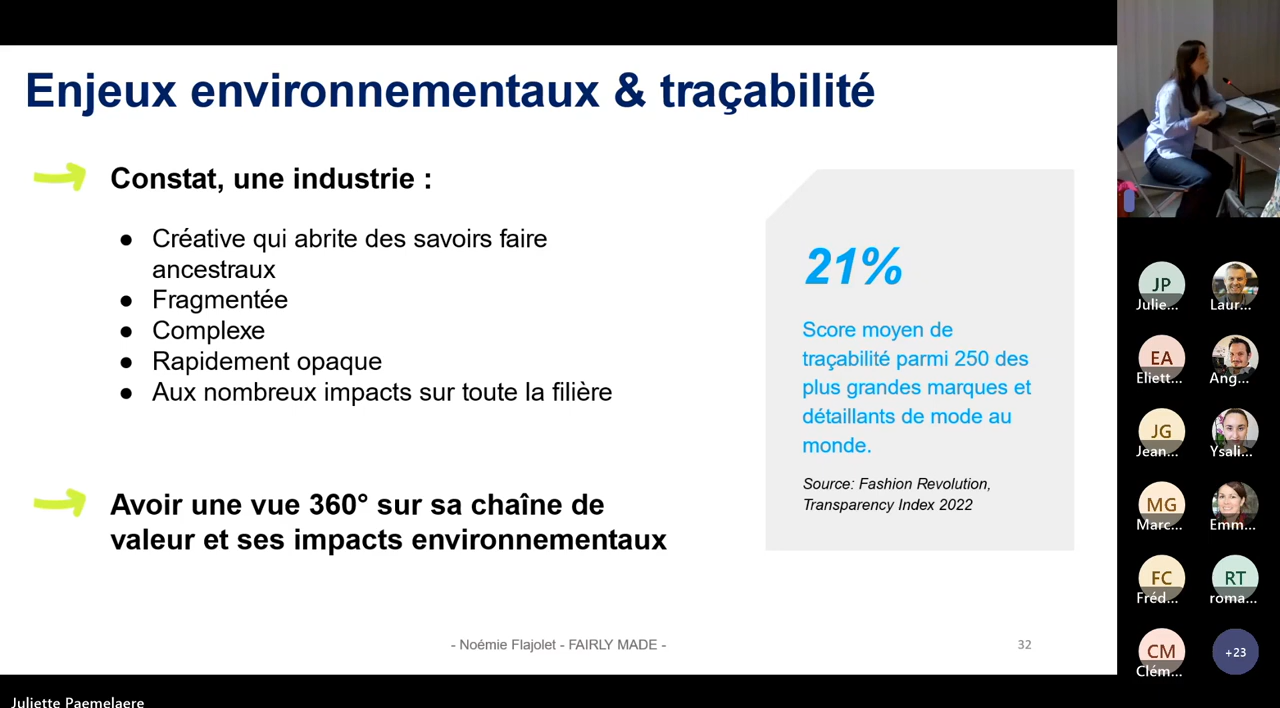 Enjeux environnementaux & traçabilité
Constat, une industrie :
● Créative qui abrite des savoirs faire
ancestraux
● Fragmentée
● Complexe
● Rapidement opaque
● Aux nombreux impacts sur toute la filière
Avoir une vue 360° sur sa chaîne de
valeur et ses impacts environnementaux
21%
Score moyen de
traçabilité parmi 250 des
plus grandes marques et
détaillants de mode au
monde.
Source: Fashion Revolution,
Transparency Index 2022
- Noémie Flajolet - FAIRLY MADE -
32
JP
Julie...
Laur...
EA
Eliett...
Ang...
JG
Jean...
Ysali...
MG
Marc...
Emm...
FC
Fréd...
RT
roma...
CM
Clém...
+23
Juliette Paemelaere